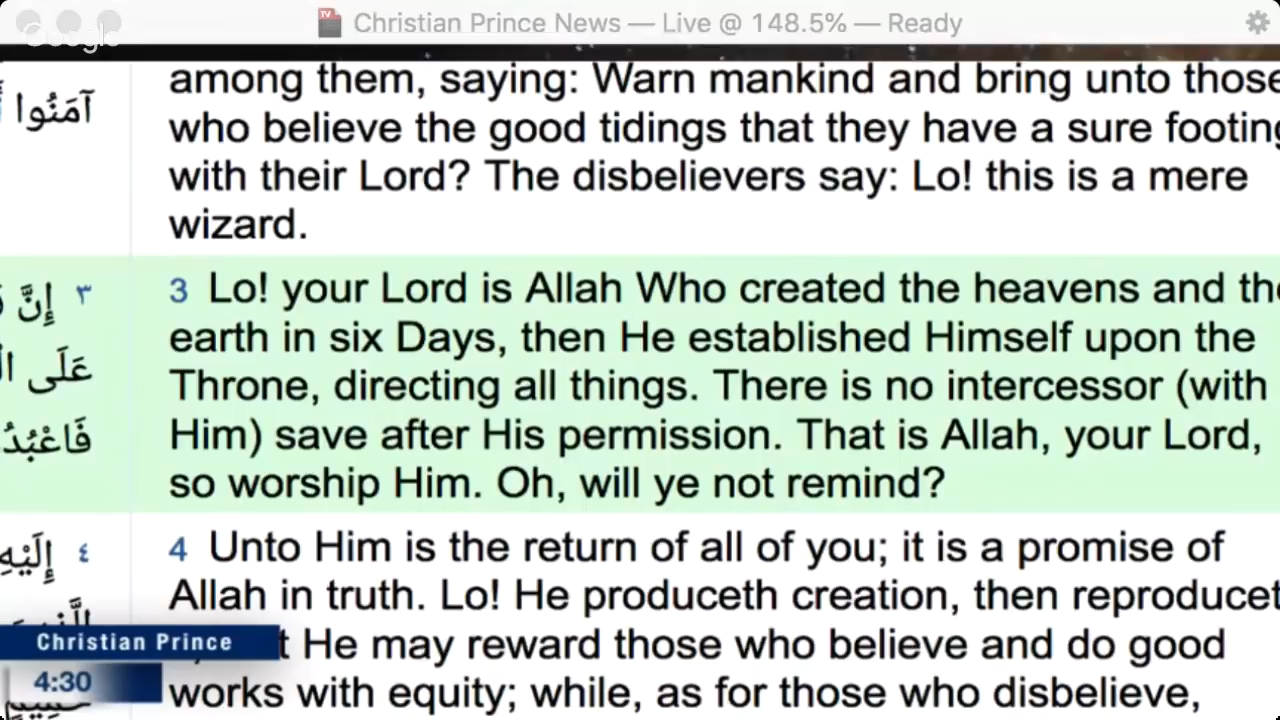 Google
Christian Prince News — Live @ 148.5% — Ready
among them, saying: Warn mankind and bring unto those
who believe the good tidings that they have a sure footing
with their Lord? The disbelievers say: Lo! this is a mere
wizard.
آمَنُوا
3 Lo! your Lord is Allah Who created the heavens and the
earth in six Days, then He established Himself upon the
Throne, directing all things. There is no intercessor (with
Him) save after His permission. That is Allah, your Lord,
so worship Him. Oh, will ye not remind?
٣ إِنَّ
عَلَى
فَاعْبُدُ
4 Unto Him is the return of all of you; it is a promise of
Allah in truth. Lo! He produceth creation, then reproducet
t He may reward those who believe and do good
works with equity; while, as for those who disbelieve,
٤ إِلَيْهِ
Christian Prince
4:30